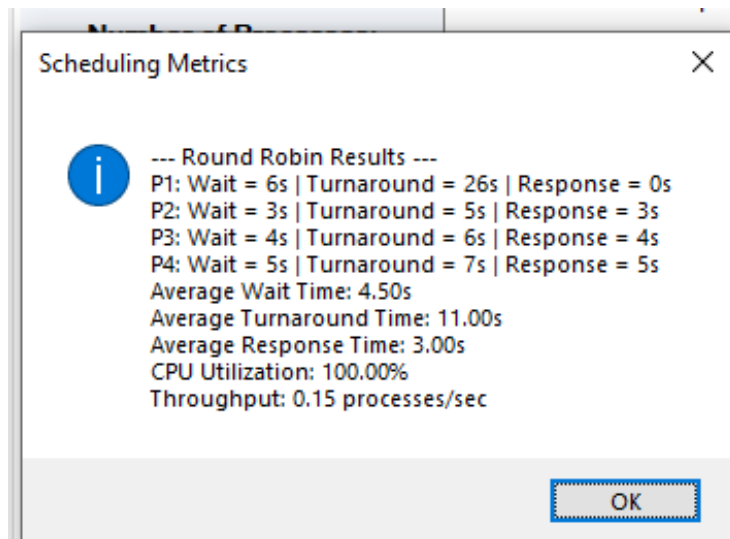 Number of Processes:
Scheduling Metrics
--- Round Robin Results ---
P1: Wait = 6s | Turnaround = 26s | Response = 0s
P2: Wait = 3s | Turnaround = 5s | Response = 3s
P3: Wait = 4s | Turnaround = 6s | Response = 4s
P4: Wait = 5s | Turnaround = 7s | Response = 5s
Average Wait Time: 4.50s
Average Turnaround Time: 11.00s
Average Response Time: 3.00s
CPU Utilization: 100.00%
Throughput: 0.15 processes/sec
OK